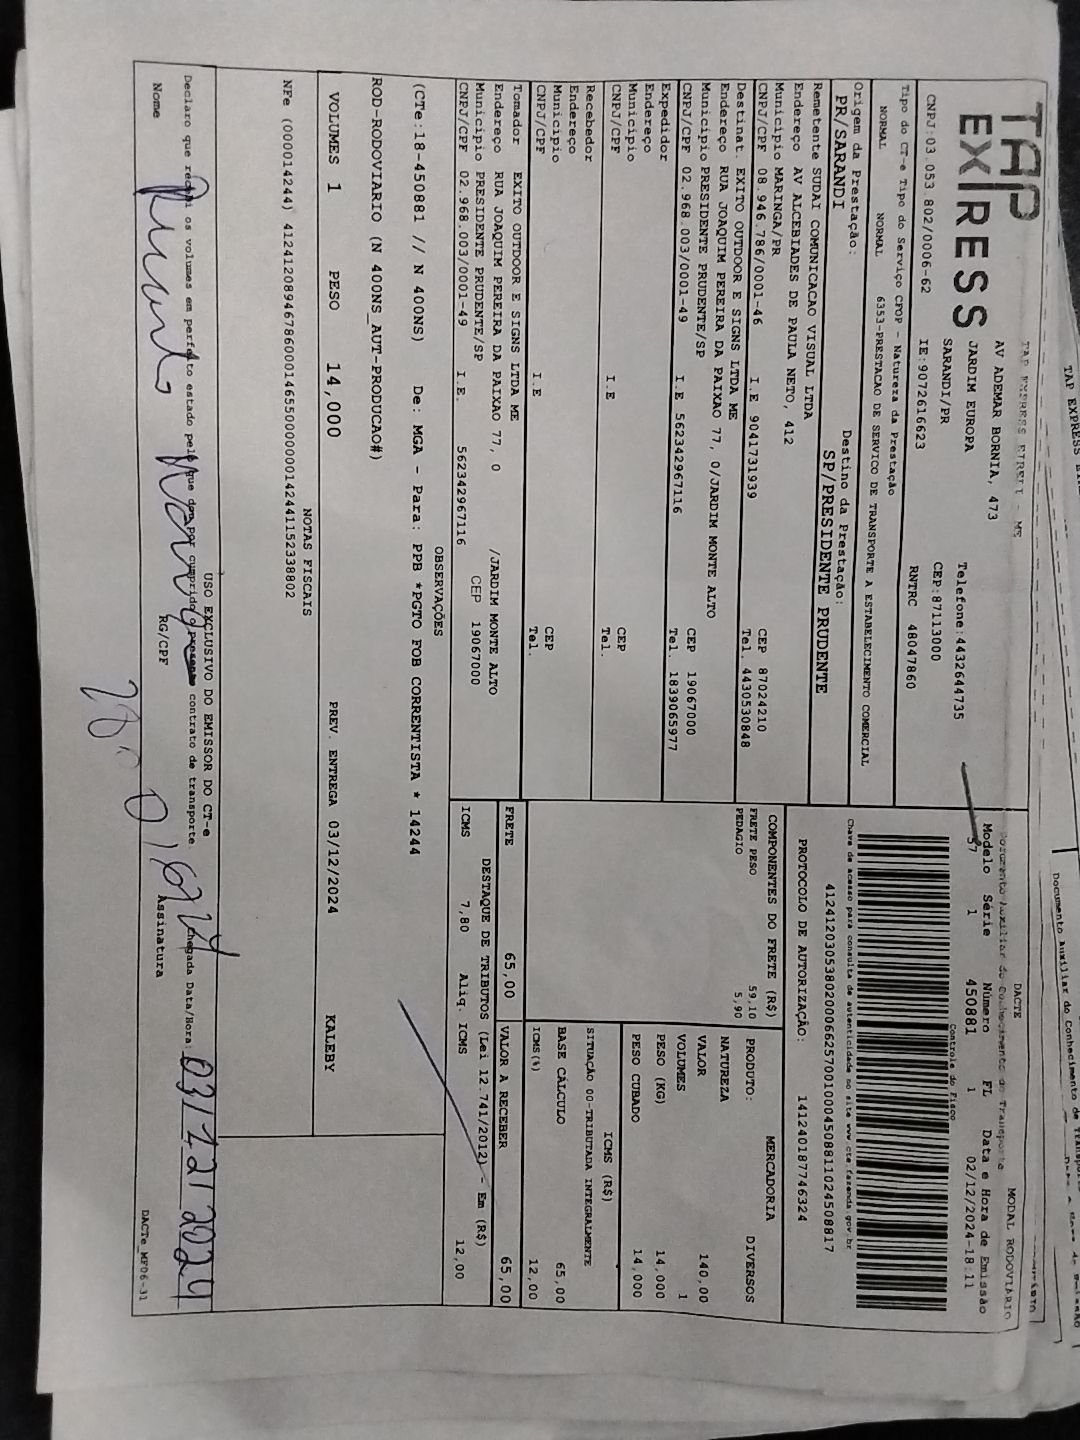 TAP EXPRESS
TAP EXPRESS EIRELI - ME
AV ADEMAR BORNIA, 473
JARDIM EUROPA
SARANDI/PR
Telefone:4432644735
CEP:87113000
CNPJ:03.053.802/0006-62 IE:9072616623 RNTRC 48047860
DACTE MODAL RODOVIARIO
Documento Auxiliar do Conhecimento de Transporte
Modelo Série Número FL Data e Hora de Emissão
57 1 450881 1 02/12/2024-18:11
Controle do Fisco
Tipo do CT-e Tipo do Serviço CFOP - Natureza da Prestação
NORMAL NORMAL 6353-PRESTACAO DE SERVICO DE TRANSPORTE A ESTABELECIMENTO COMERCIAL
Chave de acesso para consulta de autenticidade no site www.cte.fazenda.gov.br
41241203053802000662570010004508811024508817
PROTOCOLO DE AUTORIZAÇÃO: 141240187746324
Origem da Prestação: Destino da Prestação:
PR/SARANDI SP/PRESIDENTE PRUDENTE
Remetente SUDAI COMUNICACAO VISUAL LTDA
Endereço AV ALCEBIADES DE PAULA NETO, 412
Município MARINGA/PR CEP 87024210
CNPJ/CPF 08.946.786/0001-46 I.E 9041731939 Tel. 4430530848
Destinat. EXITO OUTDOOR E SIGNS LTDA ME
Endereço RUA JOAQUIM PEREIRA DA PAIXAO 77, 0/JARDIM MONTE ALTO
Município PRESIDENTE PRUDENTE/SP CEP 19067000
CNPJ/CPF 02.968.003/0001-49 I.E 562342967116 Tel. 1839065977
Expedidor
Endereço
Município CEP
CNPJ/CPF I.E Tel.
Recebedor
Endereço
Município CEP
CNPJ/CPF I.E Tel.
Tomador EXITO OUTDOOR E SIGNS LTDA ME
Endereço RUA JOAQUIM PEREIRA DA PAIXAO 77, 0 /JARDIM MONTE ALTO
Município PRESIDENTE PRUDENTE/SP CEP 19067000
CNPJ/CPF 02.968.003/0001-49 I.E. 562342967116
COMPONENTES DO FRETE (R$)
FRETE PESO 59,10
PEDAGIO 5,90
MERCADORIA
PRODUTO: DIVERSOS
NATUREZA
VALOR 140,00
VOLUMES 1
PESO (KG) 14,000
PESO CUBADO 14,000
ICMS (R$)
SITUAÇÃO 00-TRIBUTADA INTEGRALMENTE
BASE CÁLCULO 65,00
ICMS(%) 12,00
FRETE 65,00 VALOR A RECEBER 65,00
DESTAQUE DE TRIBUTOS (Lei 12.741/2012) - Em (R$)
ICMS 7,80 Aliq. ICMS 12,00
OBSERVAÇÕES
(CTe:18-450881 // N 400NS) De: MGA - Para: PPB *PGTO FOB CORRENTISTA * 14244
ROD-RODOVIARIO (N 400NS_AUT-PRODUCAO#)
VOLUMES 1 PESO 14,000 PREV. ENTREGA 03/12/2024 KALEBY
NOTAS FISCAIS
NFe (000014244) 41241208946786000146550000000142441152338802
USO EXCLUSIVO DO EMISSOR DO CT-e
Declaro que recebi os volumes em perfeito estado pelo que dou por cumprido o presente contrato de transporte. Chegada Data/Hora: 03/12/2024
Nome RG/CPF Assinatura
DACTe_MF06-31